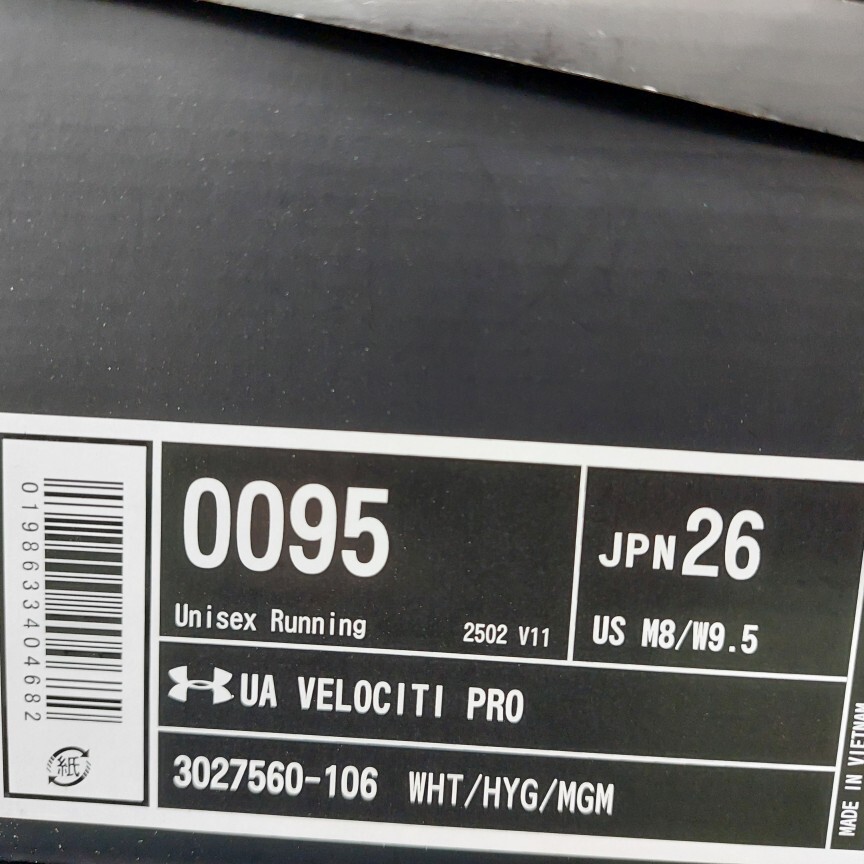 0198633404682
紙
0095
Unisex Running
2502 V11
JPN 26
US M8/W9.5
UA VELOCITI PRO
3027560-106 WHT/HYG/MGM
MADE IN VIETNAM